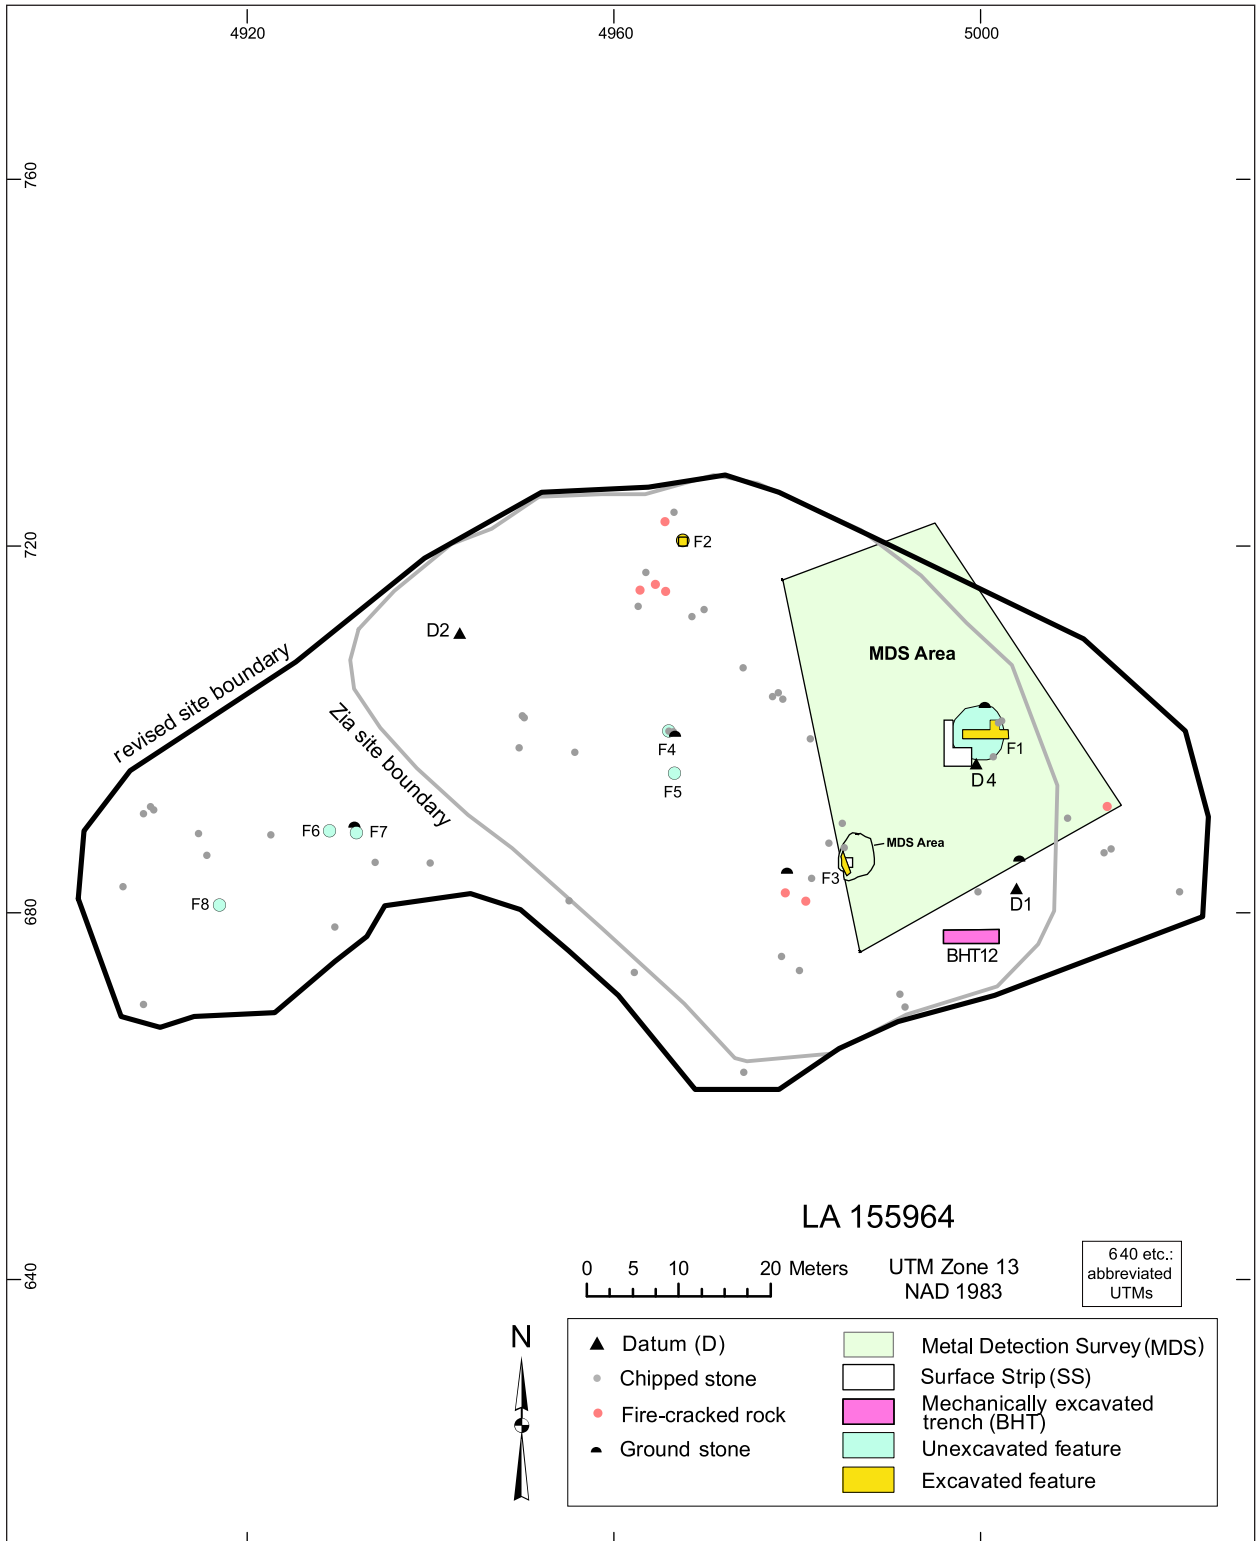 4920
4960
5000
760
720
F2
D2
revised site boundary
MDS Area
Zia site boundary
F4
F1
D4
F5
F6
F7
MDS Area
F3
F8
D1
680
BHT12
LA 155964
0 5 10 20 Meters
UTM Zone 13
NAD 1983
640 etc.:
abbreviated
UTMs
640
N
Datum (D)
Chipped stone
Fire-cracked rock
Ground stone
Metal Detection Survey (MDS)
Surface Strip (SS)
Mechanically excavated
trench (BHT)
Unexcavated feature
Excavated feature